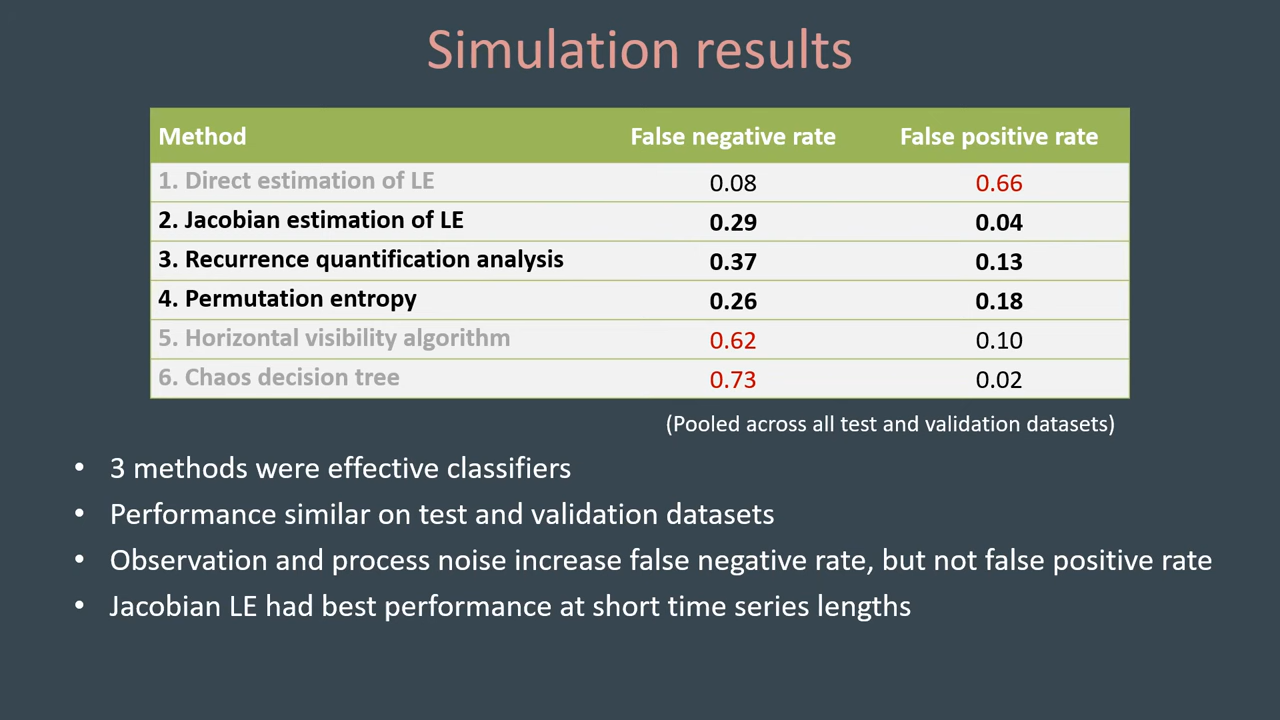 Simulation results
Method False negative rate False positive rate
1. Direct estimation of LE 0.08 0.66
2. Jacobian estimation of LE 0.29 0.04
3. Recurrence quantification analysis 0.37 0.13
4. Permutation entropy 0.26 0.18
5. Horizontal visibility algorithm 0.62 0.10
6. Chaos decision tree 0.73 0.02
(Pooled across all test and validation datasets)
• 3 methods were effective classifiers
• Performance similar on test and validation datasets
• Observation and process noise increase false negative rate, but not false positive rate
• Jacobian LE had best performance at short time series lengths